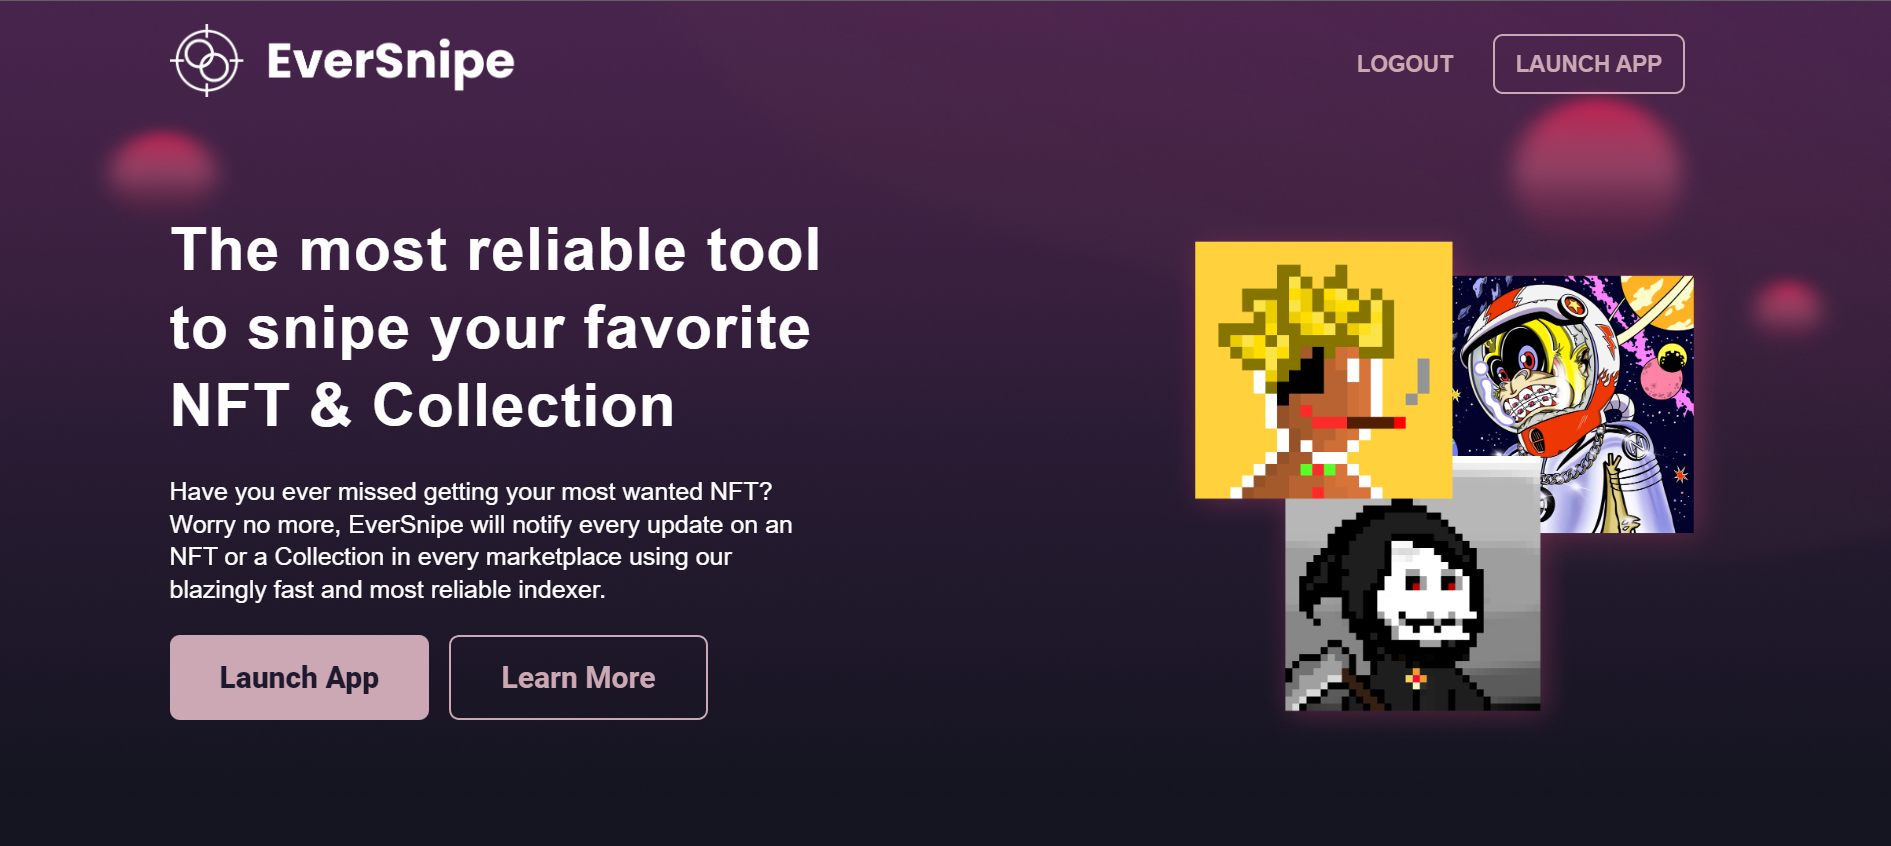 EverSnipe
LOGOUT
LAUNCH APP
The most reliable tool
to snipe your favorite
NFT & Collection
Have you ever missed getting your most wanted NFT?
Worry no more, EverSnipe will notify every update on an
NFT or a Collection in every marketplace using our
blazingly fast and most reliable indexer.
Launch App
Learn More